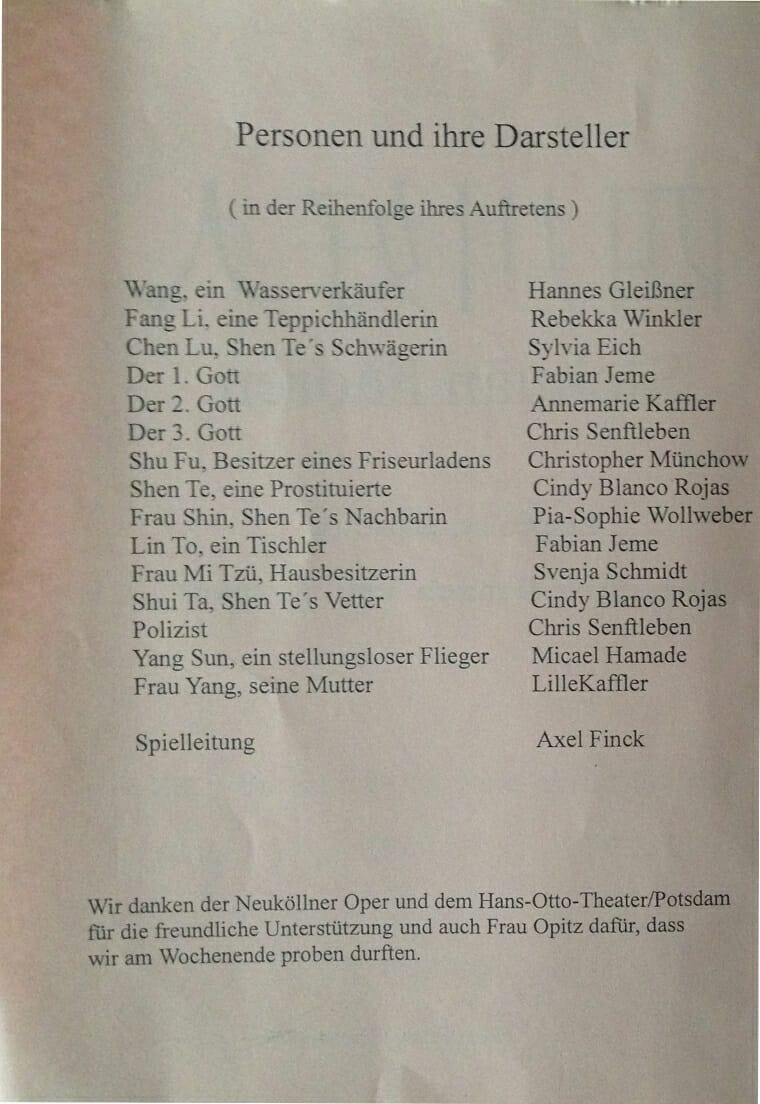 Personen und ihre Darsteller
( in der Reihenfolge ihres Auftretens )
Wang, ein Wasserverkäufer Hannes Gleißner
Fang Li, eine Teppichhändlerin Rebekka Winkler
Chen Lu, Shen Te´s Schwägerin Sylvia Eich
Der 1. Gott Fabian Jeme
Der 2. Gott Annemarie Kaffler
Der 3. Gott Chris Senftleben
Shu Fu, Besitzer eines Friseurladens Christopher Münchow
Shen Te, eine Prostituierte Cindy Blanco Rojas
Frau Shin, Shen Te´s Nachbarin Pia-Sophie Wollweber
Lin To, ein Tischler Fabian Jeme
Frau Mi Tzü, Hausbesitzerin Svenja Schmidt
Shui Ta, Shen Te´s Vetter Cindy Blanco Rojas
Polizist Chris Senftleben
Yang Sun, ein stellungsloser Flieger Micael Hamade
Frau Yang, seine Mutter LilleKaffler
Spielleitung Axel Finck
Wir danken der Neuköllner Oper und dem Hans-Otto-Theater/Potsdam
für die freundliche Unterstützung und auch Frau Opitz dafür, dass
wir am Wochenende proben durften.